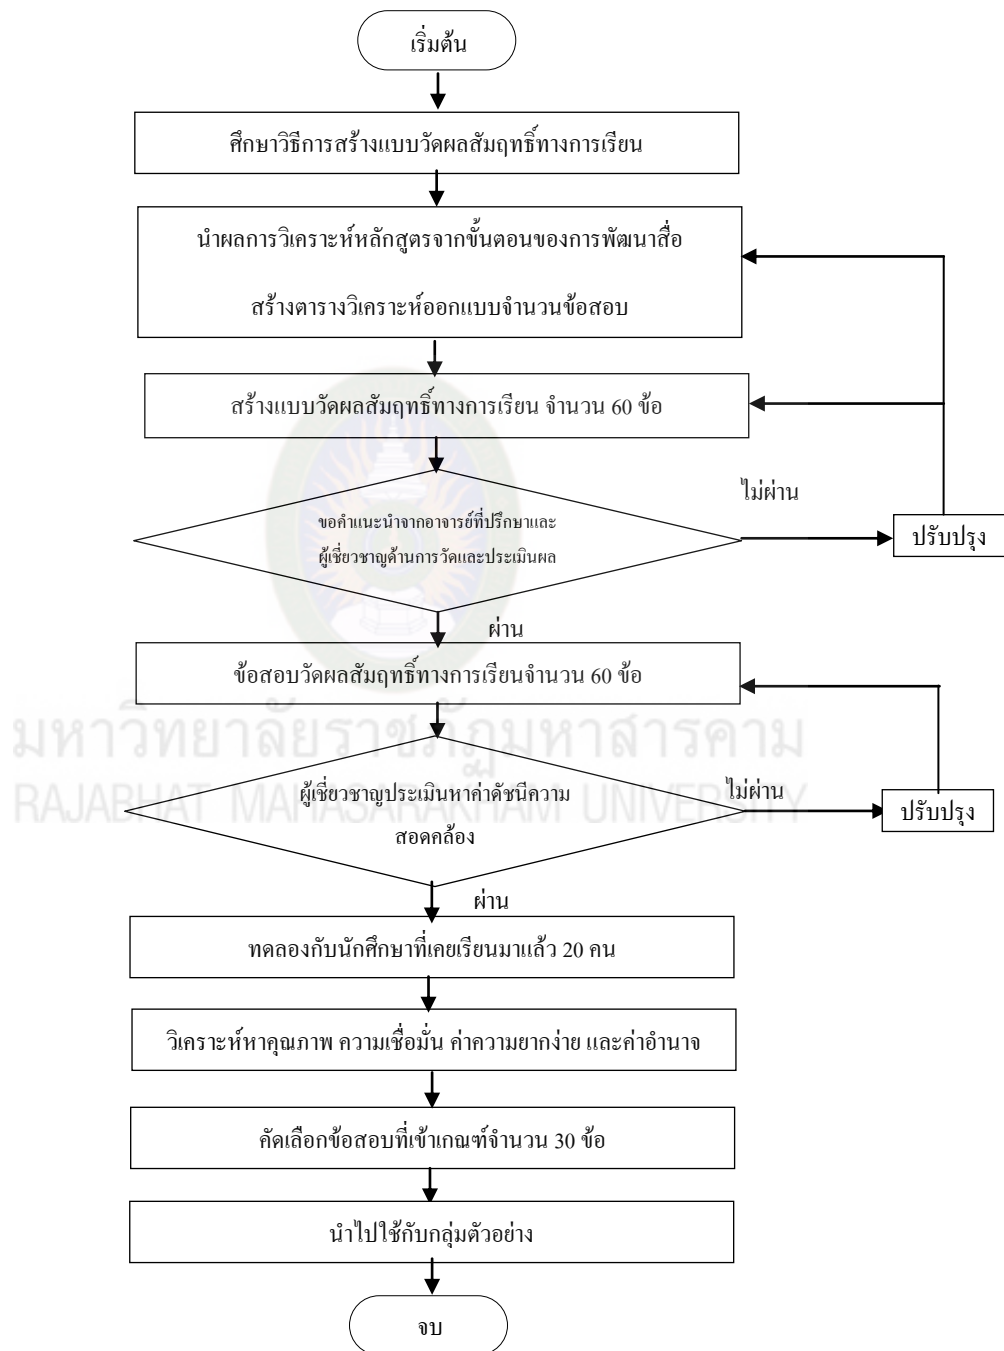 เริ่มต้น
ศึกษาวิธีการสร้างแบบวัดผลสัมฤทธิ์ทางการเรียน
นำผลการวิเคราะห์หลักสูตรจากขั้นตอนของการพัฒนาสื่อ
สร้างตารางวิเคราะห์ออกแบบจำนวนข้อสอบ
สร้างแบบวัดผลสัมฤทธิ์ทางการเรียน จำนวน 60 ข้อ
ไม่ผ่าน
ขอคำแนะนำจากอาจารย์ที่ปรึกษาและ
ผู้เชี่ยวชาญด้านการวัดและประเมินผล
ปรับปรุง
ผ่าน
ข้อสอบวัดผลสัมฤทธิ์ทางการเรียนจำนวน 60 ข้อ
มหาวิทยาลัยราชภัฏมหาสารคาม
RAJABHAT MAHASARAKHAM UNIVERSITY
ผู้เชี่ยวชาญประเมินหาค่าดัชนีความ
สอดคล้อง
ไม่ผ่าน
ปรับปรุง
ผ่าน
ทดลองกับนักศึกษาที่เคยเรียนมาแล้ว 20 คน
วิเคราะห์หาคุณภาพ ความเชื่อมั่น ค่าความยากง่าย และค่าอำนาจ
คัดเลือกข้อสอบที่เข้าเกณฑ์จำนวน 30 ข้อ
นำไปใช้กับกลุ่มตัวอย่าง
จบ